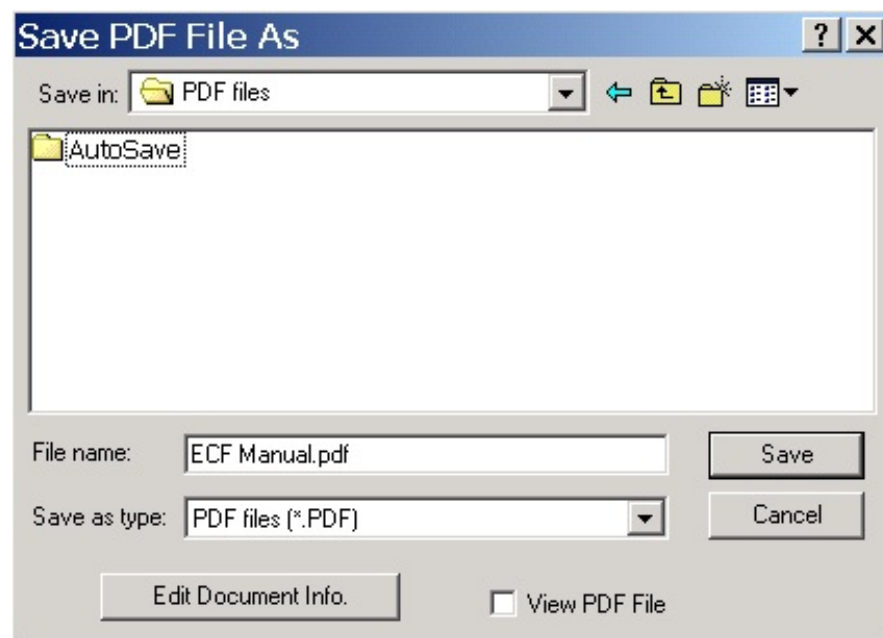 Save PDF File As
Save in: PDF files
AutoSave
File name: ECF Manual.pdf
Save
Save as type: PDF files (*.PDF)
Cancel
Edit Document Info.
View PDF File